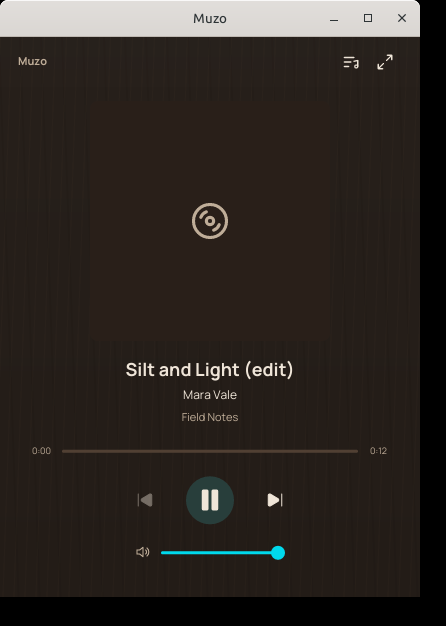 Muzo
Muzo
Silt and Light (edit)
Mara Vale
Field Notes
0:00
0:12